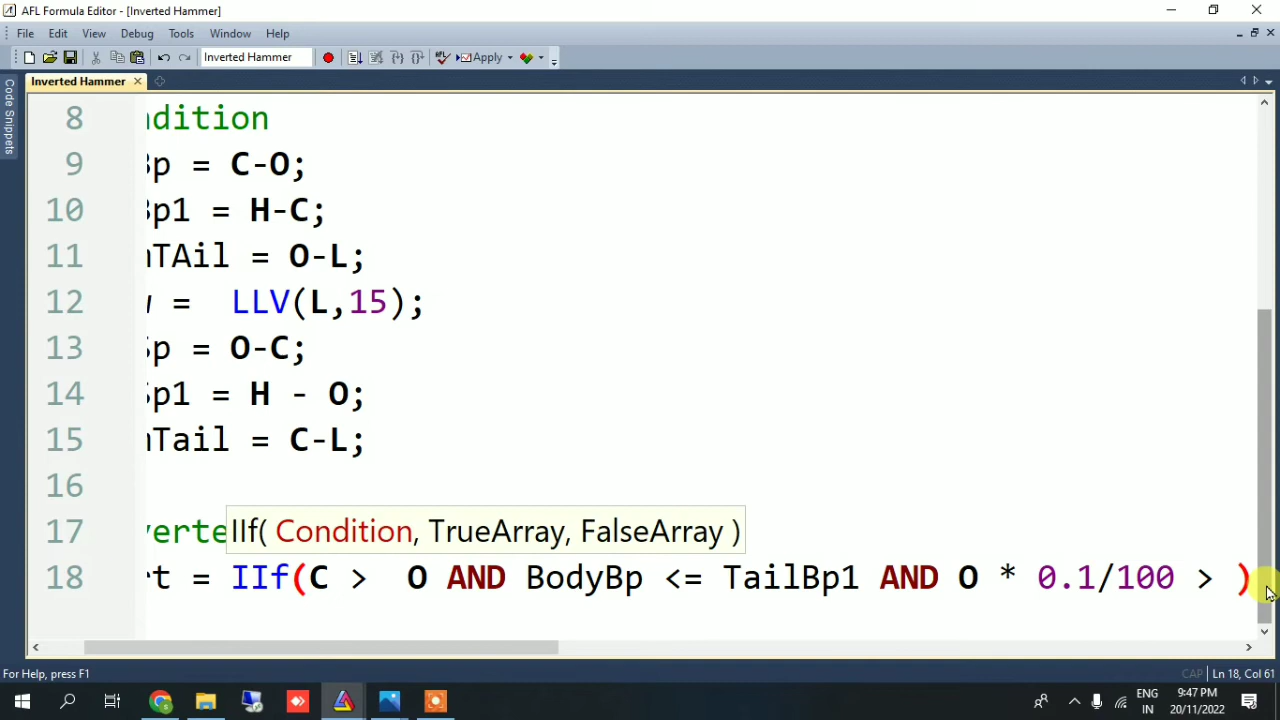 AFL Formula Editor - [Inverted Hammer]
File Edit View Debug Tools Window Help
Inverted Hammer Apply
Inverted Hammer
Code Snippets
8 ndition
9 Bp = C-O;
10 Bp1 = H-C;
11 nTAil = O-L;
12 w = LLV(L,15);
13 Sp = O-C;
14 Sp1 = H - O;
15 nTail = C-L;
16
17 verte
IIf( Condition, TrueArray, FalseArray )
18 rt = IIf(C > O AND BodyBp <= TailBp1 AND O * 0.1/100 > )
For Help, press F1
CAP Ln 18, Col 61
ENG 9:47 PM
IN 20/11/2022